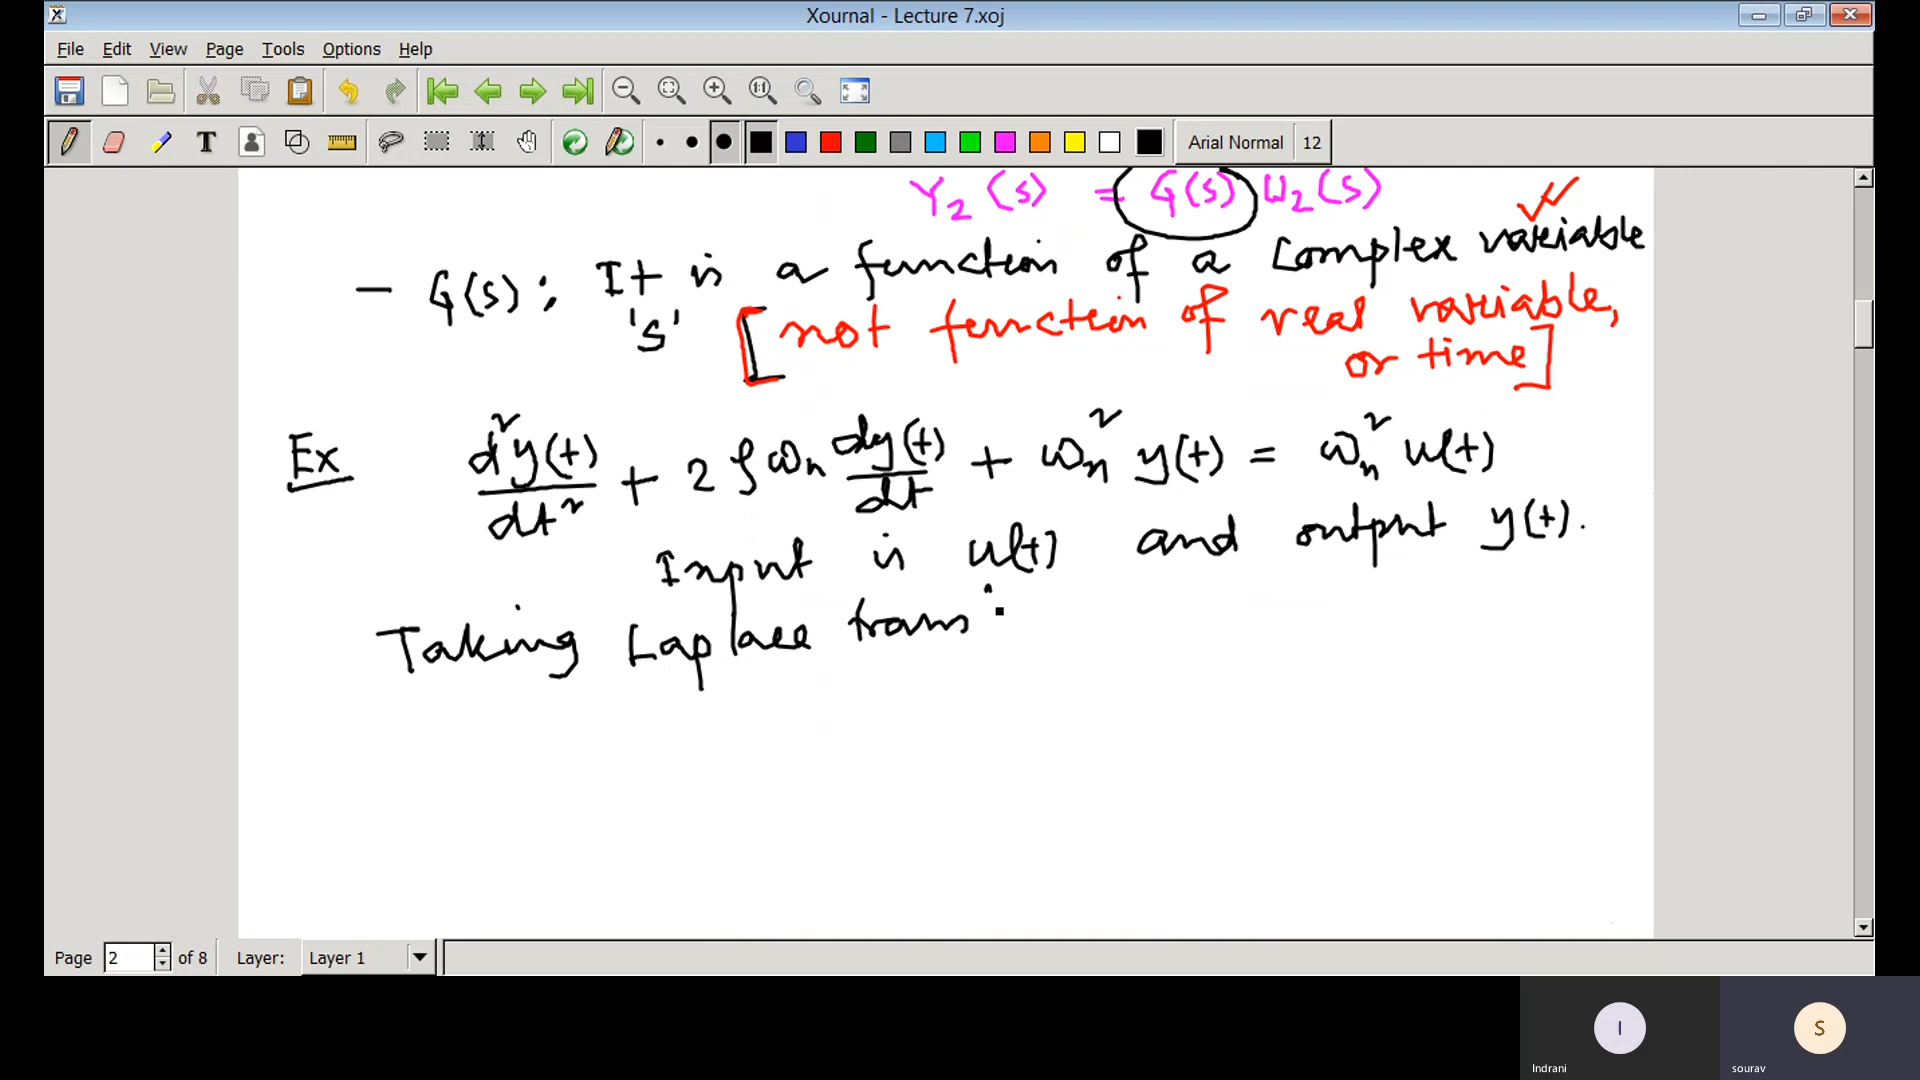 Xournal - Lecture 7.xoj
File Edit View Page Tools Options Help
Arial Normal 12
Y₂(s) = G(s) U₂(s)
- G(s): It is a function of a complex variable
's' [not function of real variable,
or time]
Ex d²y(t)/dt² + 2 ζ ωn dy(t)/dt + ωn² y(t) = ωn² u(t)
Input is u(t) and output y(t).
Taking Laplace trans
Page 2 of 8 Layer: Layer 1
I S
Indrani sourav